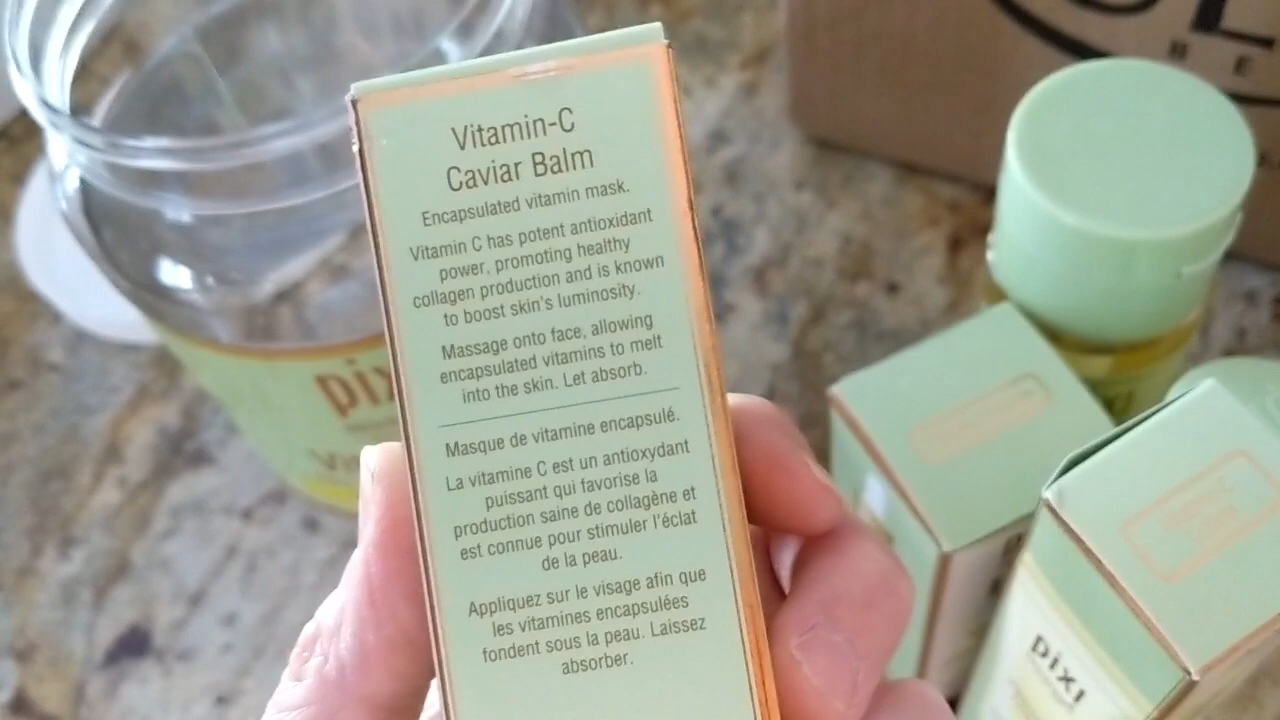 Vitamin-C
Caviar Balm
Encapsulated vitamin mask.
Vitamin C has potent antioxidant
power, promoting healthy
collagen production and is known
to boost skin's luminosity.
Massage onto face, allowing
encapsulated vitamins to melt
into the skin. Let absorb.
Masque de vitamine encapsulé.
La vitamine C est un antioxydant
puissant qui favorise la
production saine de collagène et
est connue pour stimuler l'éclat
de la peau.
Appliquez sur le visage afin que
les vitamines encapsulées
fondent sous la peau. Laissez
absorber.
pixi